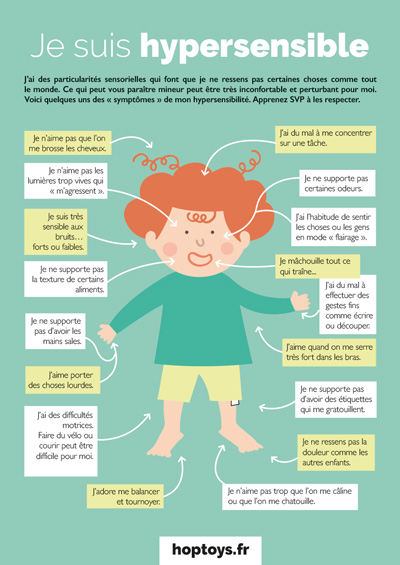 Je suis hypersensible
J'ai des particularités sensorielles qui font que je ne ressens pas certaines choses comme tout
le monde. Ce qui peut vous paraître mineur peut être très inconfortable et perturbant pour moi.
Voici quelques uns des « symptômes » de mon hypersensibilité. Apprenez SVP à les respecter.
Je n'aime pas que l'on
me brosse les cheveux.
J'ai du mal à me concentrer
sur une tâche.
Je n'aime pas les
lumières trop vives qui
« m'agressent ».
Je ne supporte pas
certaines odeurs.
Je suis très
sensible aux
bruits…
forts ou faibles.
J'ai l'habitude de sentir
les choses ou les gens
en mode « flairage ».
Je ne supporte pas
la texture de certains
aliments.
Je mâchouille tout ce
qui traîne...
J'ai du mal à
effectuer des
gestes fins
comme écrire
ou découper.
Je ne supporte
pas d'avoir les
mains sales.
J'aime quand on me serre
très fort dans les bras.
J'aime porter
des choses lourdes.
Je ne supporte pas
d'avoir des étiquettes
qui me gratouillent.
J'ai des difficultés
motrices.
Faire du vélo ou
courir peut être
difficile pour moi.
Je ne ressens pas la
douleur comme les
autres enfants.
J'adore me balancer
et tournoyer.
Je n'aime pas trop que l'on me câline
ou que l'on me chatouille.
hoptoys.fr